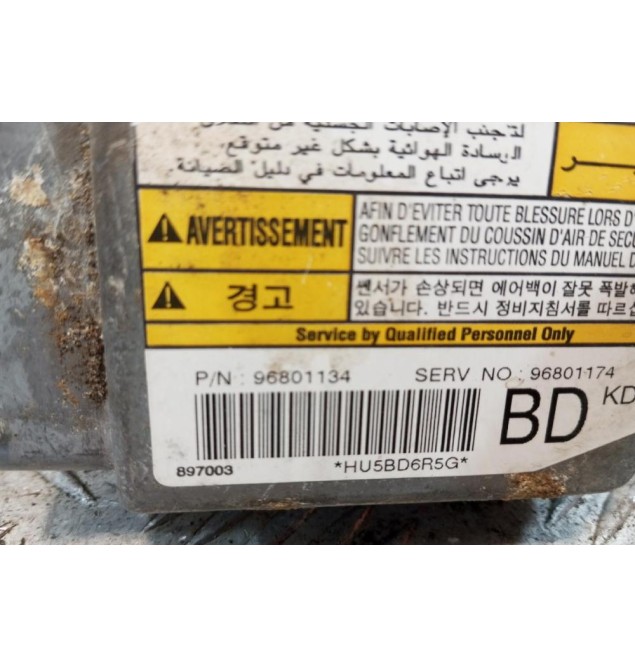 لتجنب الإصابات الجسمية من
الوسادة الهوائية بشكل غير متوقع.
يرجى اتباع المعلومات في دليل الصيانة.
AVERTISSEMENT
AFIN D'EVITER TOUTE BLESSURE LORS D
GONFLEMENT DU COUSSIN D'AIR DE SEC
SUIVRE LES INSTRUCTIONS DU MANUEL D
경고
쎈서가 손상되면 에어백이 잘못 폭발
있습니다. 반드시 정비지침서를 따르십
Service by Qualified Personnel Only
P/N : 96801134 SERV NO : 96801174
BD KD
897003 *HU5BD6R5G*